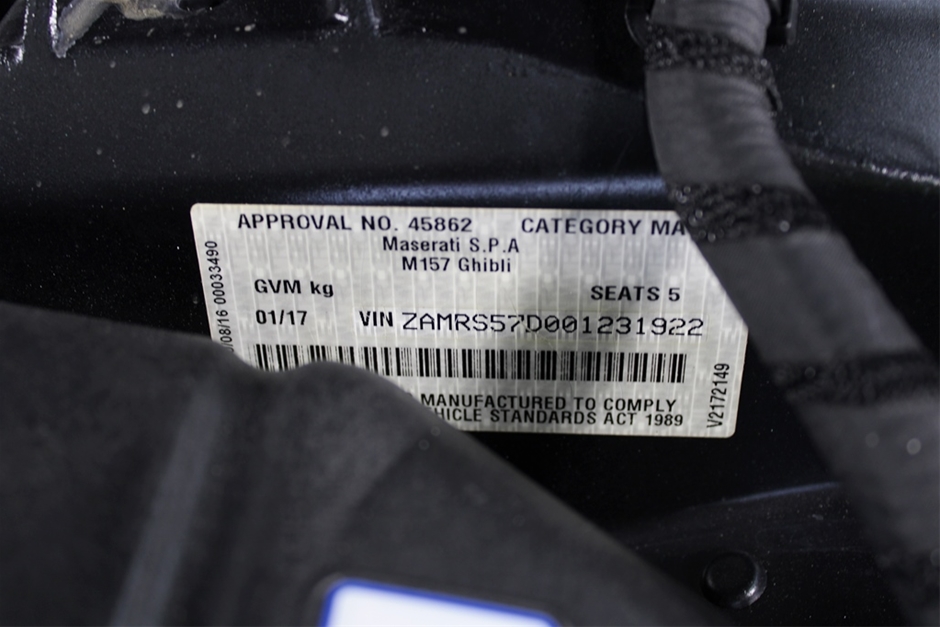 APPROVAL NO. 45862 CATEGORY MA
Maserati S.P.A
M157 Ghibli
GVM kg
SEATS 5
01/17 VIN ZAMRS57D001231922
MANUFACTURED TO COMPLY
HICLE STANDARDS ACT 1989
/08/16 00033490
V2172149